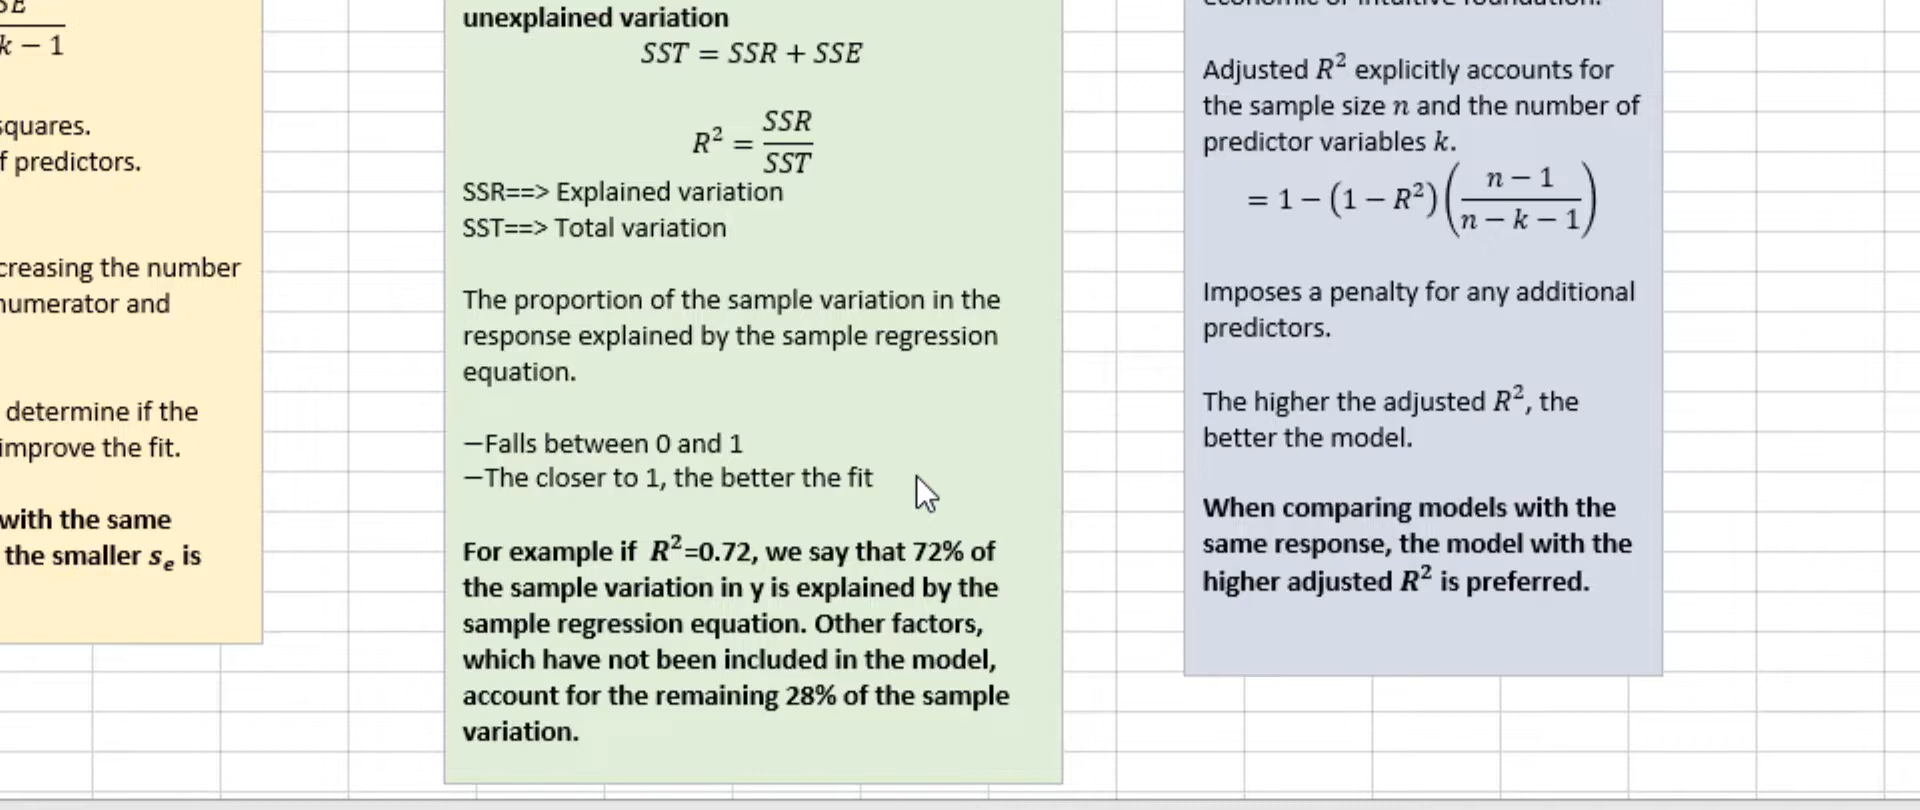 k − 1
squares.
f predictors.
creasing the number
numerator and
determine if the
improve the fit.
with the same
the smaller sₑ is
unexplained variation
SST = SSR + SSE
R² = SSR / SST
SSR==> Explained variation
SST==> Total variation
The proportion of the sample variation in the
response explained by the sample regression
equation.
−Falls between 0 and 1
−The closer to 1, the better the fit
For example if R²=0.72, we say that 72% of
the sample variation in y is explained by the
sample regression equation. Other factors,
which have not been included in the model,
account for the remaining 28% of the sample
variation.
Adjusted R² explicitly accounts for
the sample size n and the number of
predictor variables k.
= 1 − (1 − R²)((n − 1) / (n − k − 1))
Imposes a penalty for any additional
predictors.
The higher the adjusted R², the
better the model.
When comparing models with the
same response, the model with the
higher adjusted R² is preferred.